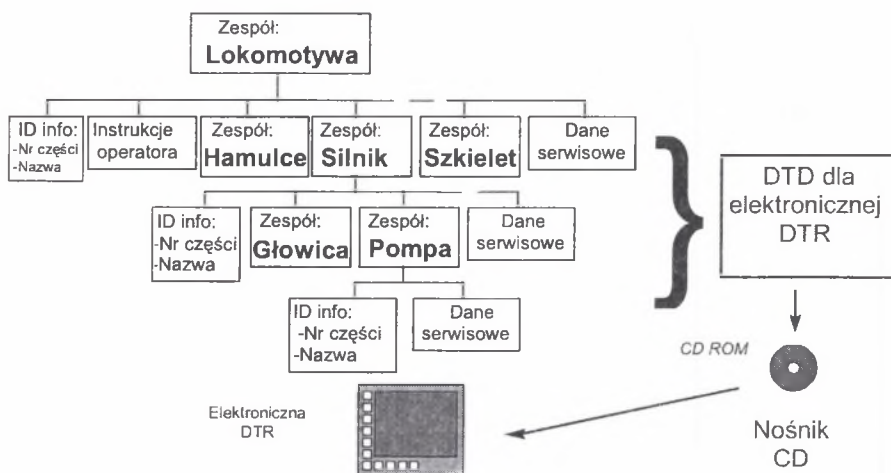 Zespół:
Lokomotywa
ID info:
-Nr części
-Nazwa
Instrukcje
operatora
Zespół:
Hamulce
Zespół:
Silnik
Zespół:
Szkielet
Dane
serwisowe
ID info:
-Nr części
-Nazwa
Zespół:
Głowica
Zespół:
Pompa
Dane
serwisowe
ID info:
-Nr części
-Nazwa
Dane
serwisowe
DTD dla
elektronicznej
DTR
CD ROM
Nośnik
CD
Elektroniczna
DTR